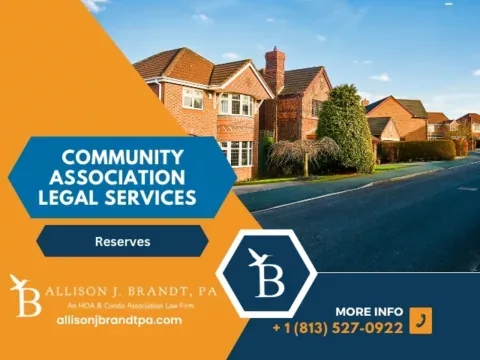 COMMUNITY
ASSOCIATION
LEGAL SERVICES
Reserves
B ALLISON J. BRANDT, PA
An HOA & Condo Association Law Firm
allisonjbrandtpa.com
B
MORE INFO
+ 1 (813) 527-0922